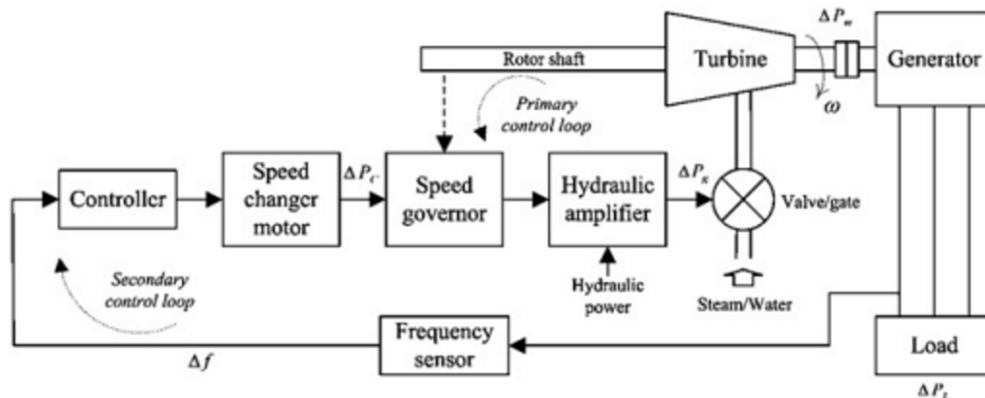 ΔPm
Rotor shaft
Turbine
Generator
ω
Primary
control loop
Controller
Speed
changer
motor
ΔPC
Speed
governor
Hydraulic
amplifier
ΔPg
Valve/gate
Secondary
control loop
Hydraulic
power
Steam/Water
Frequency
sensor
Δf
Load